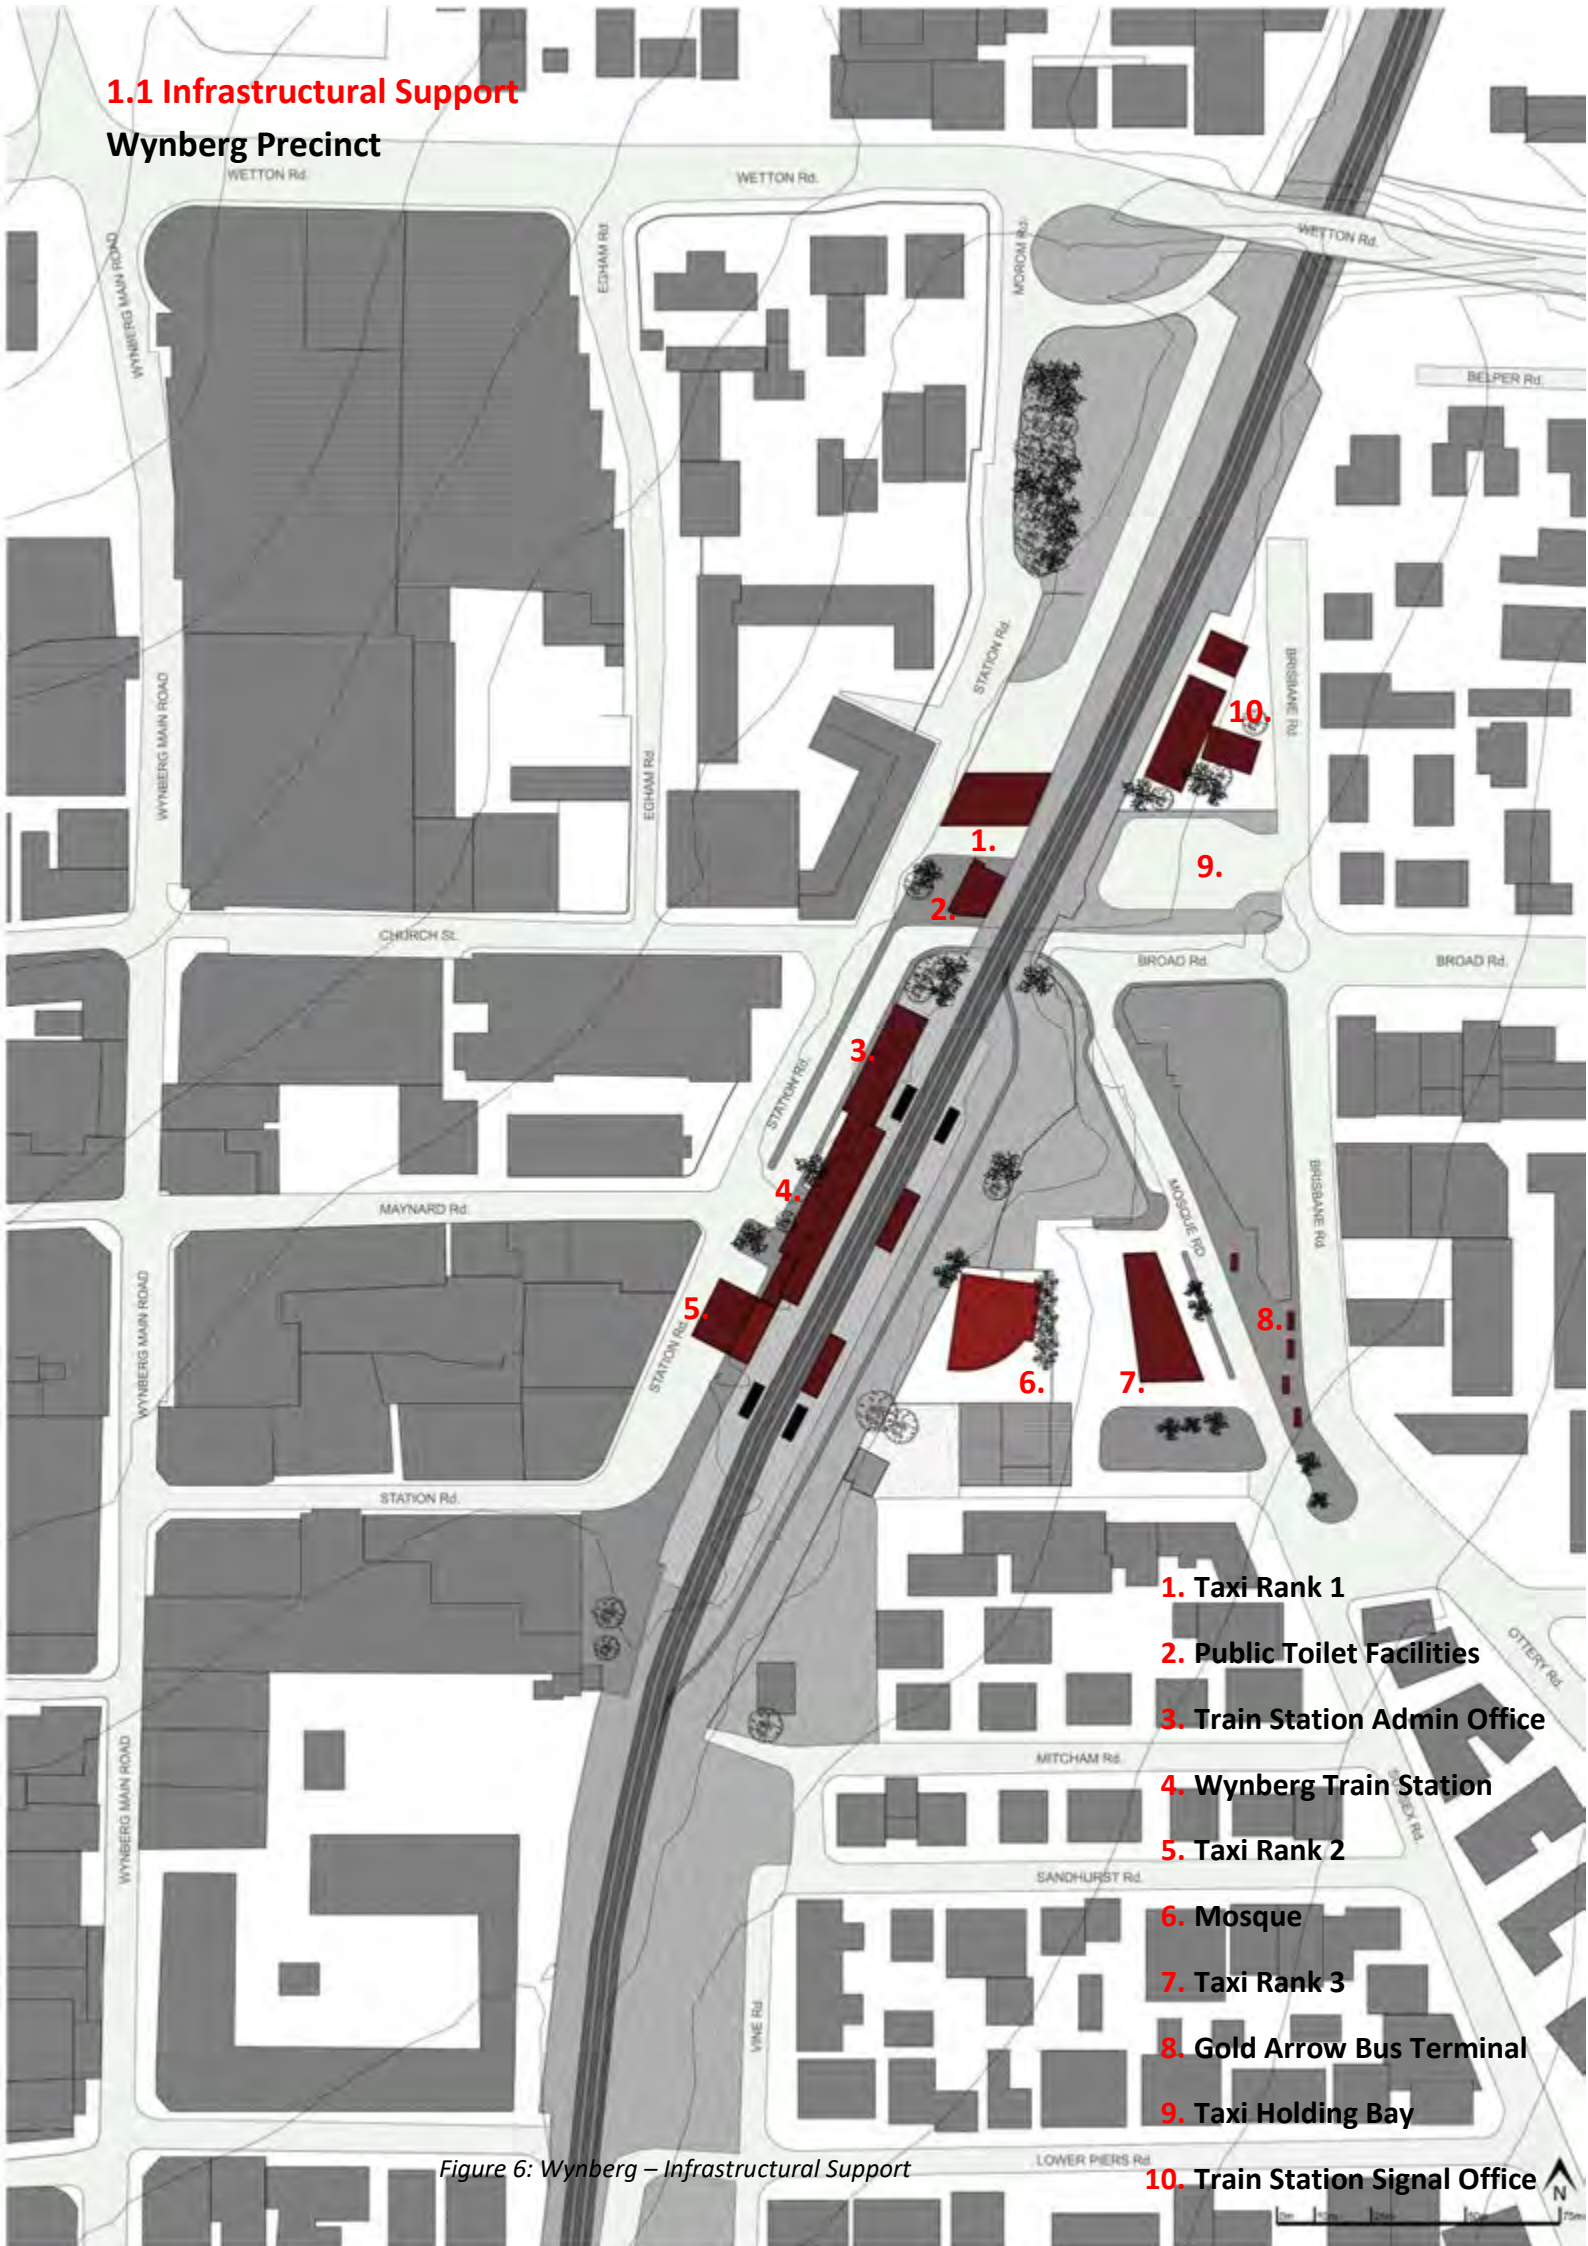 1.1 Infrastructural Support
Wynberg Precinct
WETTON Rd.
WETTON Rd.
WETTON Rd.
WYNBERG MAIN ROAD
EGHAM Rd.
MOROM Rd.
BELPER Rd.
STATION Rd.
BRISBANE Rd.
10.
WYNBERG MAIN ROAD
EGHAM Rd.
1.
9.
2.
CHURCH St.
BROAD Rd.
BROAD Rd.
3.
STATION Rd.
4.
MAYNARD Rd.
MOSQUE RD
BRISBANE Rd.
5.
8.
WYNBERG MAIN ROAD
STATION Rd.
6.
7.
STATION Rd.
1. Taxi Rank 1
2. Public Toilet Facilities
OTTERY Rd.
3. Train Station Admin Office
MITCHAM Rd.
4. Wynberg Train Station
WYNBERG MAIN ROAD
5. Taxi Rank 2
SANDHURST Rd.
6. Mosque
7. Taxi Rank 3
VINE Rd.
8. Gold Arrow Bus Terminal
9. Taxi Holding Bay
LOWER PIERS Rd.
Figure 6: Wynberg – Infrastructural Support
10. Train Station Signal Office
N
75m